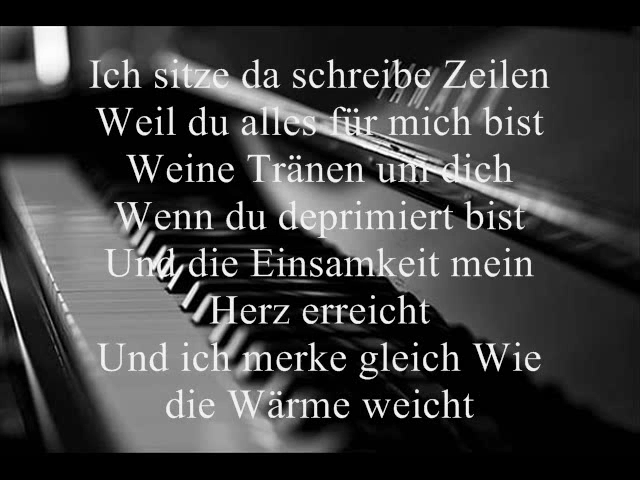 Ich sitze da schreibe Zeilen
Weil du alles für mich bist
Weine Tränen um dich
Wenn du deprimiert bist
Und die Einsamkeit mein
Herz erreicht
Und ich merke gleich Wie
die Wärme weicht